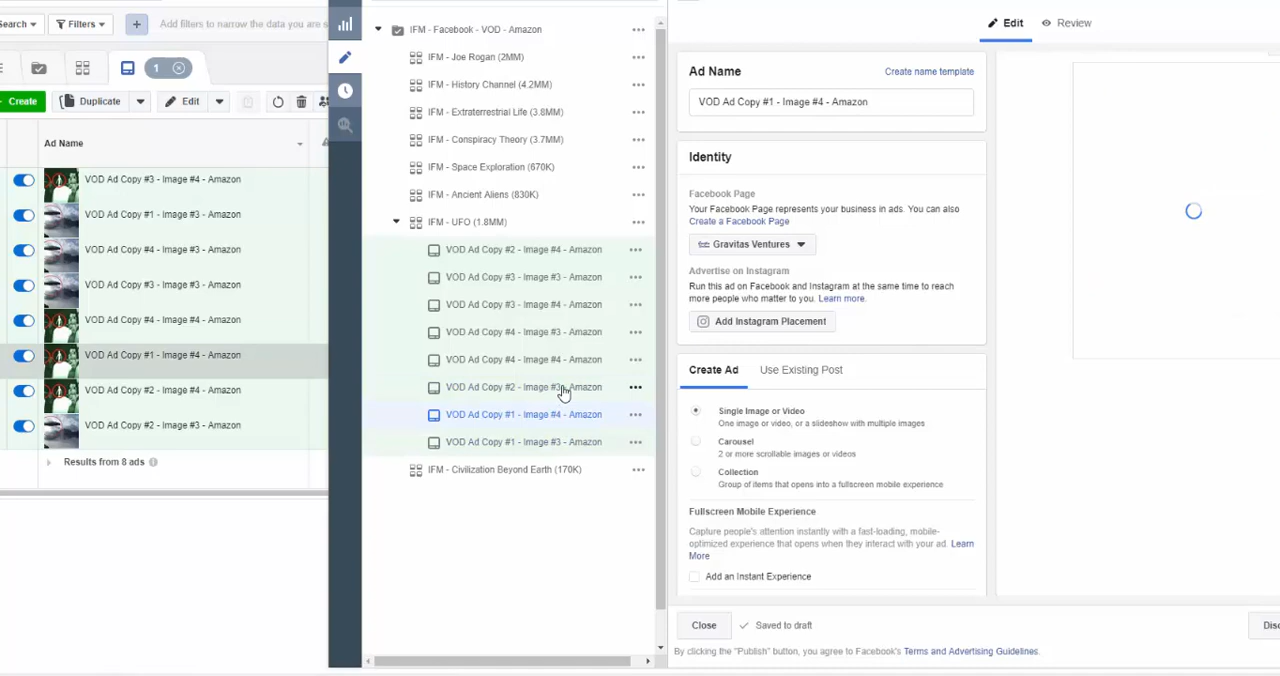 Search
Filters
Add filters to narrow the data you are s
1
Create
Duplicate
Edit
Ad Name
VOD Ad Copy #3 - Image #4 - Amazon
VOD Ad Copy #1 - Image #3 - Amazon
VOD Ad Copy #4 - Image #3 - Amazon
VOD Ad Copy #3 - Image #3 - Amazon
VOD Ad Copy #4 - Image #4 - Amazon
VOD Ad Copy #1 - Image #4 - Amazon
VOD Ad Copy #2 - Image #4 - Amazon
VOD Ad Copy #2 - Image #3 - Amazon
Results from 8 ads
IFM - Facebook - VOD - Amazon
IFM - Joe Rogan (2MM)
IFM - History Channel (4.2MM)
IFM - Extraterrestrial Life (3.8MM)
IFM - Conspiracy Theory (3.7MM)
IFM - Space Exploration (670K)
IFM - Ancient Aliens (830K)
IFM - UFO (1.8MM)
VOD Ad Copy #2 - Image #4 - Amazon
VOD Ad Copy #3 - Image #3 - Amazon
VOD Ad Copy #3 - Image #4 - Amazon
VOD Ad Copy #4 - Image #3 - Amazon
VOD Ad Copy #4 - Image #4 - Amazon
VOD Ad Copy #2 - Image #3 - Amazon
VOD Ad Copy #1 - Image #4 - Amazon
VOD Ad Copy #1 - Image #3 - Amazon
IFM - Civilization Beyond Earth (170K)
Edit
Review
Ad Name
Create name template
VOD Ad Copy #1 - Image #4 - Amazon
Identity
Facebook Page
Your Facebook Page represents your business in ads. You can also
Create a Facebook Page
Gravitas Ventures
Advertise on Instagram
Run this ad on Facebook and Instagram at the same time to reach
more people who matter to you. Learn more.
Add Instagram Placement
Create Ad
Use Existing Post
Single Image or Video
One image or video, or a slideshow with multiple images
Carousel
2 or more scrollable images or videos
Collection
Group of items that opens into a fullscreen mobile experience
Fullscreen Mobile Experience
Capture people's attention instantly with a fast-loading, mobile-
optimized experience that opens when they interact with your ad. Learn
More
Add an Instant Experience
Close
Saved to draft
Disc
By clicking the "Publish" button, you agree to Facebook's Terms and Advertising Guidelines.